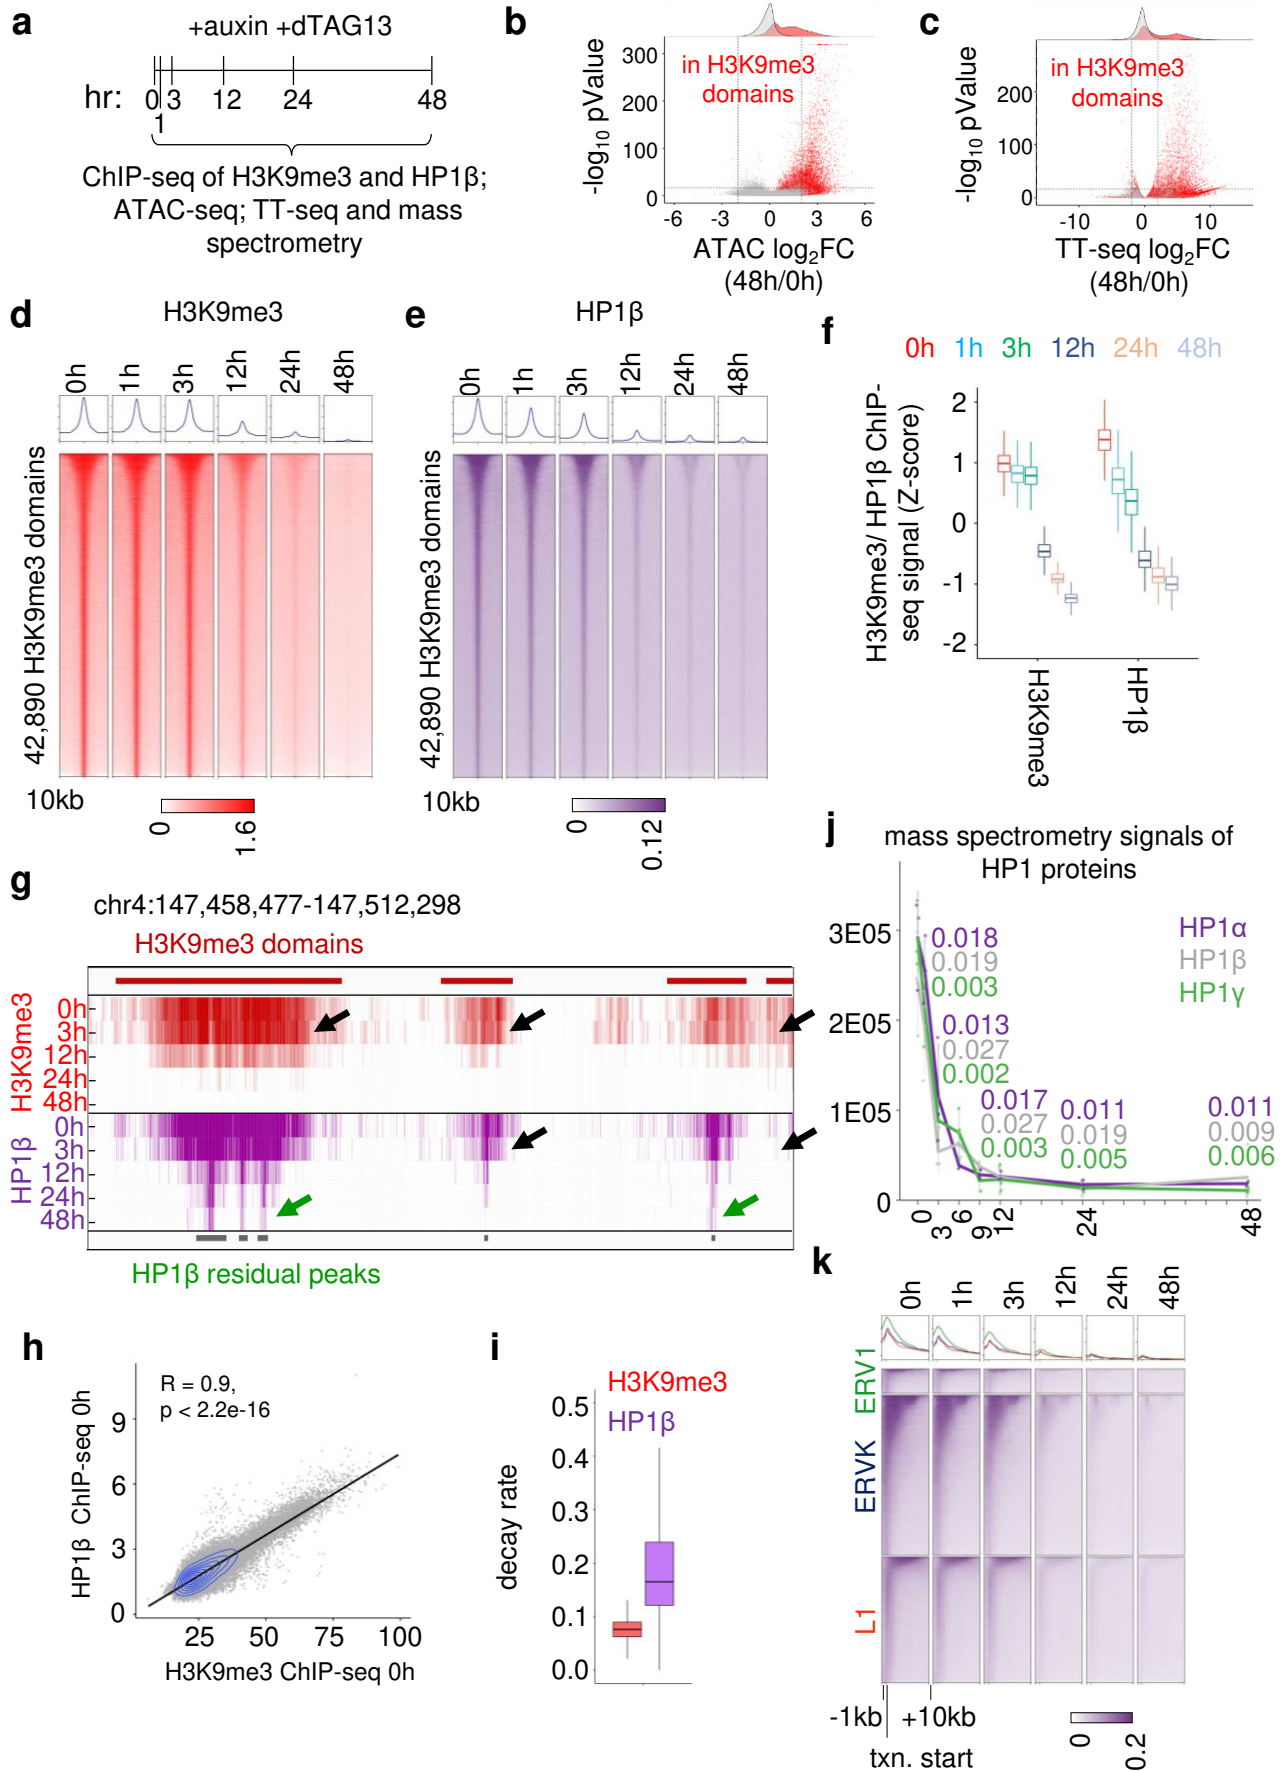 a
+auxin +dTAG13
hr: 0 1 3 12 24 48
ChIP-seq of H3K9me3 and HP1β;
ATAC-seq; TT-seq and mass
spectrometry
b
in H3K9me3
domains
-log10 pValue
300
200
100
0
-6 -3 0 3 6
ATAC log2FC
(48h/0h)
c
in H3K9me3
domains
-log10 pValue
200
100
0
-10 0 10
TT-seq log2FC
(48h/0h)
d
H3K9me3
0h 1h 3h 12h 24h 48h
42,890 H3K9me3 domains
10kb
0 1.6
e
HP1β
0h 1h 3h 12h 24h 48h
42,890 H3K9me3 domains
10kb
0 0.12
f
0h 1h 3h 12h 24h 48h
H3K9me3/ HP1β ChIP-
seq signal (Z-score)
2
1
0
-1
-2
H3K9me3
HP1β
g
chr4:147,458,477-147,512,298
H3K9me3 domains
H3K9me3
0h
3h
12h
24h
48h
HP1β
0h
3h
12h
24h
48h
HP1β residual peaks
h
R = 0.9,
p < 2.2e-16
HP1β ChIP-seq 0h
9
6
3
0
25 50 75 100
H3K9me3 ChIP-seq 0h
i
H3K9me3
HP1β
decay rate
0.5
0.4
0.3
0.2
0.1
0.0
j
mass spectrometry signals of
HP1 proteins
3E05
2E05
1E05
0
HP1α
HP1β
HP1γ
0.018
0.019
0.003
0.013
0.027
0.002
0.017
0.027
0.003
0.011
0.019
0.005
0.011
0.009
0.006
0 3 6 9 12 24 48
k
0h 1h 3h 12h 24h 48h
ERV1
ERVK
L1
-1kb +10kb
txn. start
0 0.2